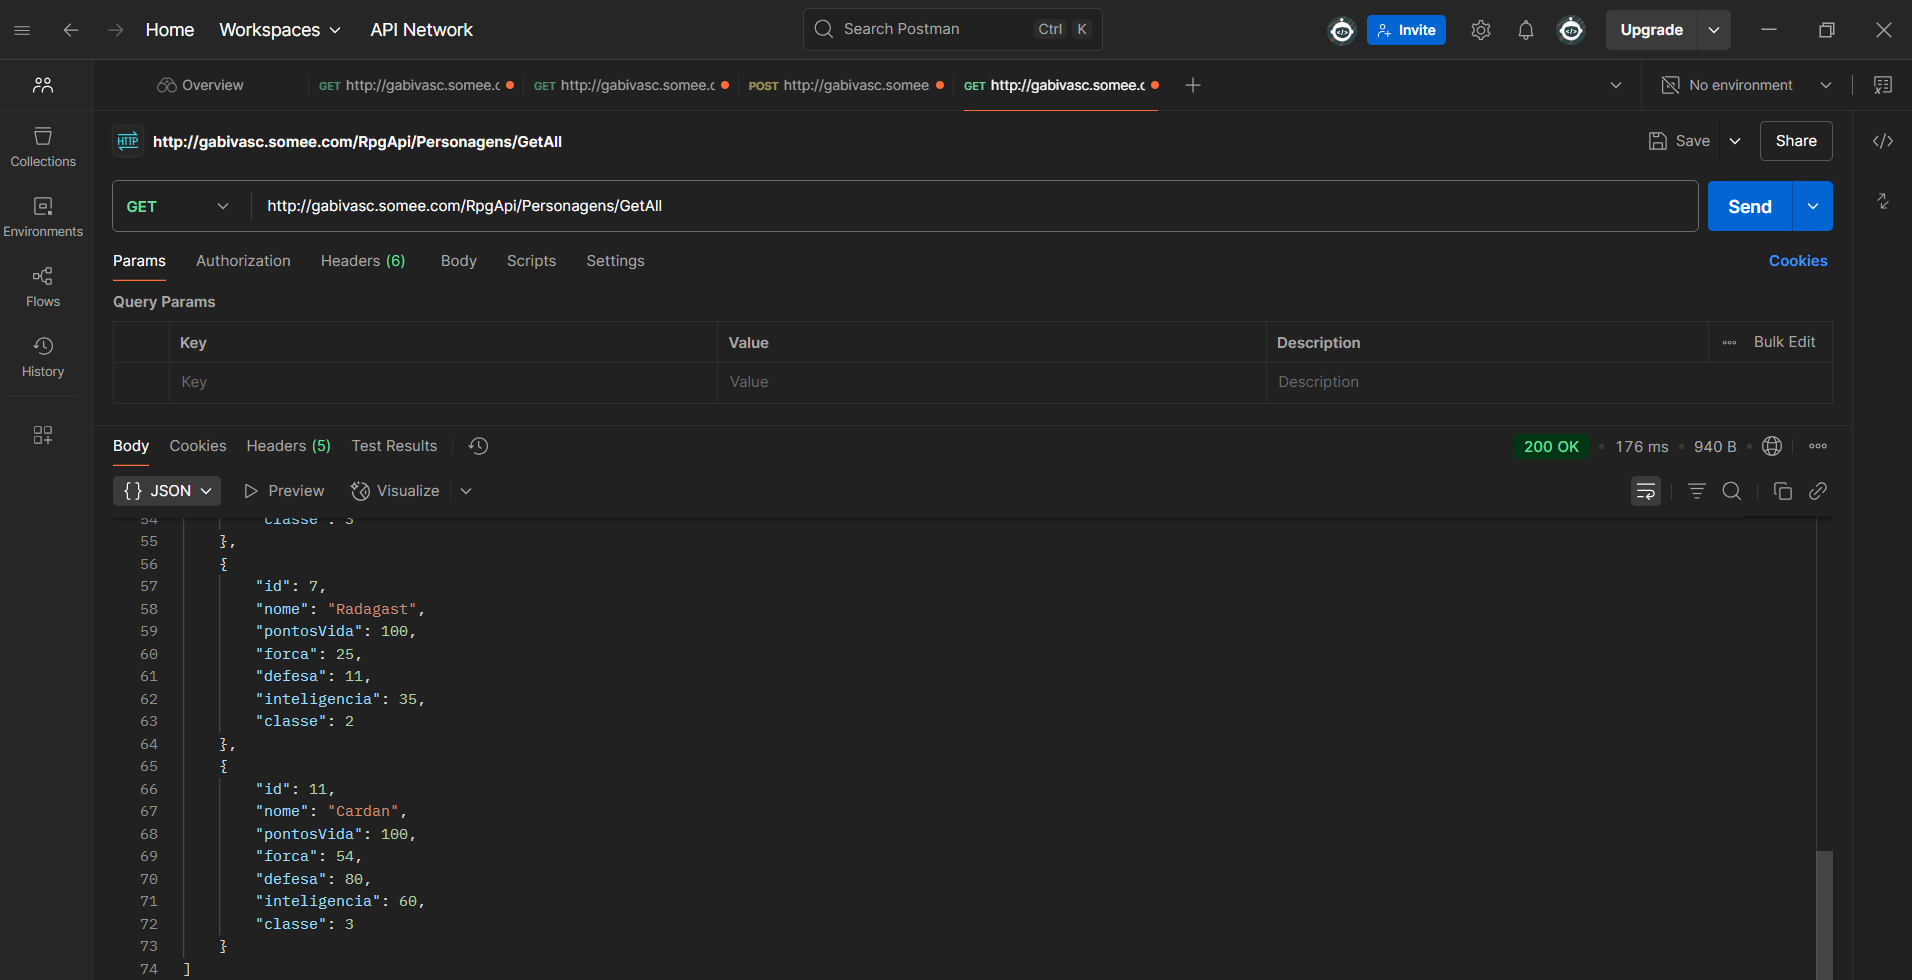 Home Workspaces API Network Search Postman Ctrl K Invite Upgrade
Overview GET http://gabivasc.somee.c GET http://gabivasc.somee.c POST http://gabivasc.somee GET http://gabivasc.somee.c No environment
HTTP http://gabivasc.somee.com/RpgApi/Personagens/GetAll Save Share
Collections
Environments
Flows
History
GET http://gabivasc.somee.com/RpgApi/Personagens/GetAll Send
Params Authorization Headers (6) Body Scripts Settings Cookies
Query Params
Key Value Description Bulk Edit
Key Value Description
Body Cookies Headers (5) Test Results 200 OK • 176 ms • 940 B •
{} JSON Preview Visualize
54 "classe": 3
55 },
56 {
57 "id": 7,
58 "nome": "Radagast",
59 "pontosVida": 100,
60 "forca": 25,
61 "defesa": 11,
62 "inteligencia": 35,
63 "classe": 2
64 },
65 {
66 "id": 11,
67 "nome": "Cardan",
68 "pontosVida": 100,
69 "forca": 54,
70 "defesa": 80,
71 "inteligencia": 60,
72 "classe": 3
73 }
74 ]